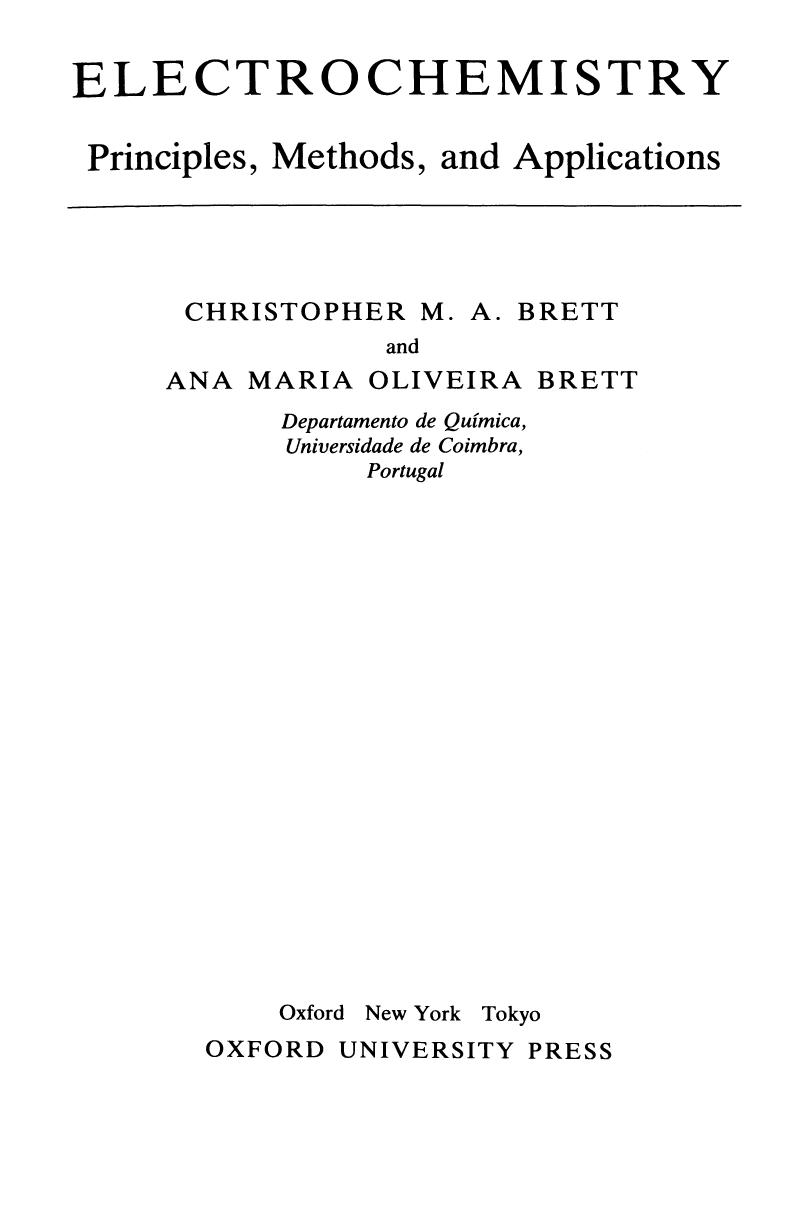 ELECTROCHEMISTRY
Principles, Methods, and Applications
CHRISTOPHER M. A. BRETT
and
ANA MARIA OLIVEIRA BRETT
Departamento de Química,
Universidade de Coimbra,
Portugal
Oxford New York Tokyo
OXFORD UNIVERSITY PRESS